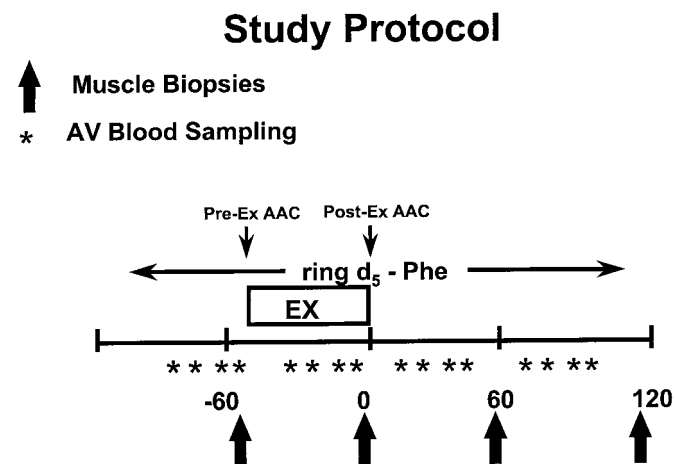 Study Protocol
Muscle Biopsies
* AV Blood Sampling
Pre-Ex AAC Post-Ex AAC
ring d5 - Phe
EX
* * ** * * ** * * ** * * **
-60 0 60 120